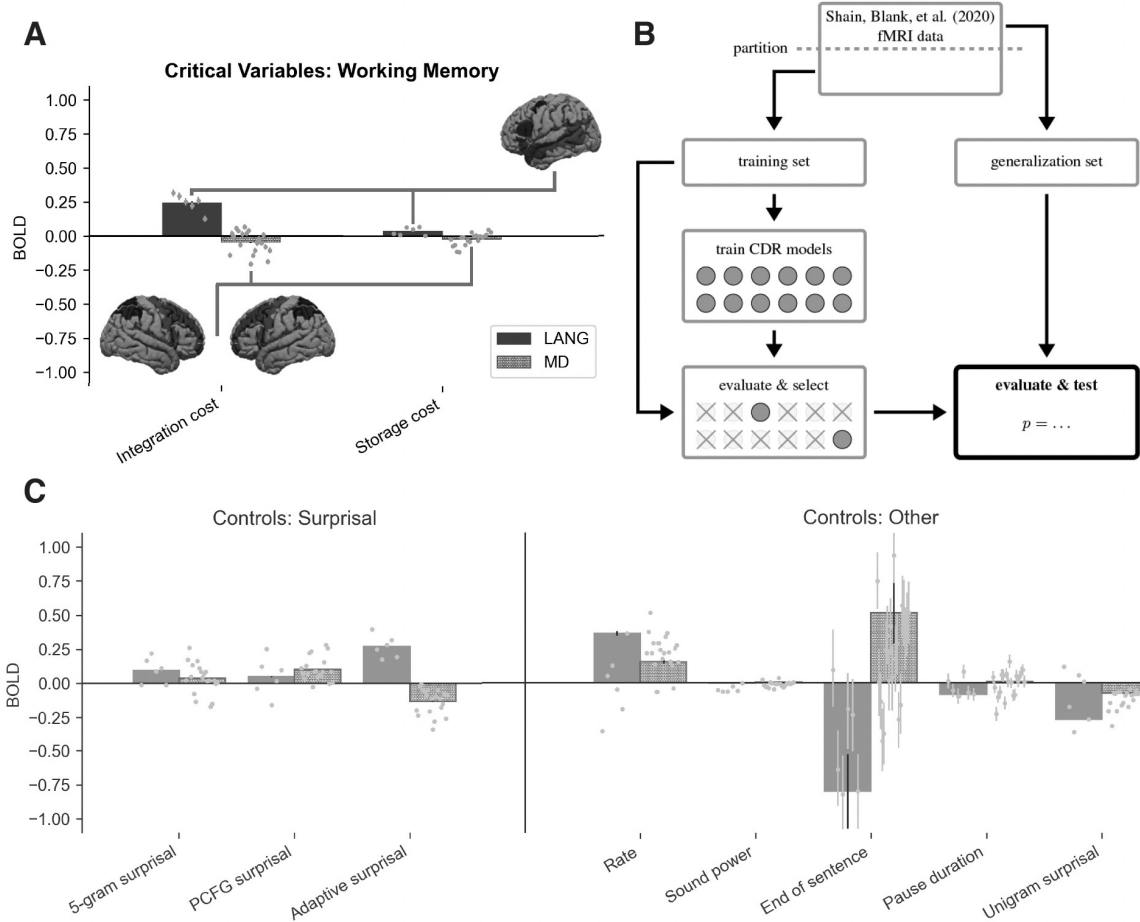 A
Critical Variables: Working Memory
BOLD
1.00
0.75
0.50
0.25
0.00
−0.25
−0.50
−0.75
−1.00
LANG
MD
Integration cost
Storage cost
B
Shain, Blank, et al. (2020)
fMRI data
partition
training set
generalization set
train CDR models
evaluate & select
evaluate & test
p = ...
C
Controls: Surprisal
Controls: Other
BOLD
1.00
0.75
0.50
0.25
0.00
−0.25
−0.50
−0.75
−1.00
5-gram surprisal
PCFG surprisal
Adaptive surprisal
Rate
Sound power
End of sentence
Pause duration
Unigram surprisal